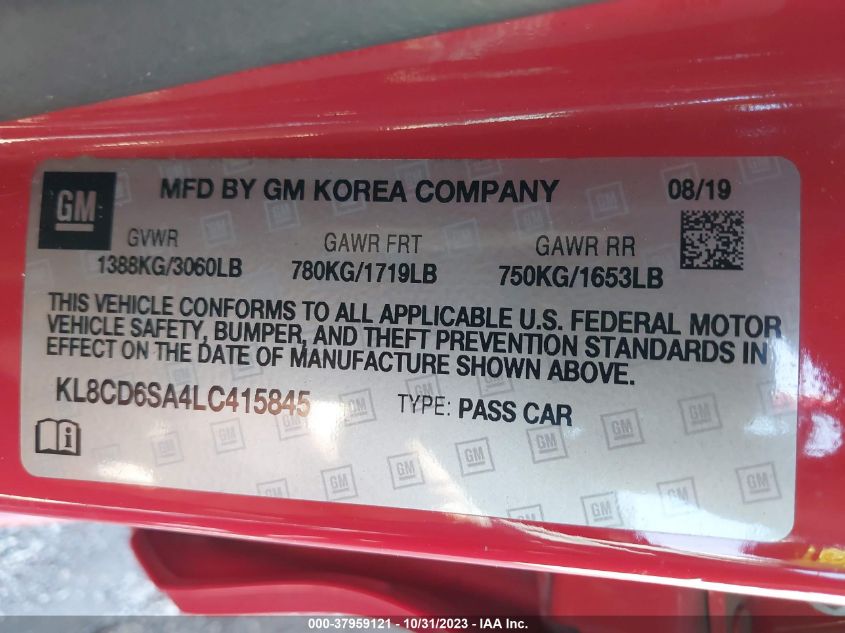 GM
MFD BY GM KOREA COMPANY
08/19
GVWR
GAWR FRT
GAWR RR
1388KG/3060LB
780KG/1719LB
750KG/1653LB
THIS VEHICLE CONFORMS TO ALL APPLICABLE U.S. FEDERAL MOTOR
VEHICLE SAFETY, BUMPER, AND THEFT PREVENTION STANDARDS IN
EFFECT ON THE DATE OF MANUFACTURE SHOWN ABOVE.
KL8CD6SA4LC415845
TYPE: PASS CAR
000-37959121 - 10/31/2023 - IAA Inc.